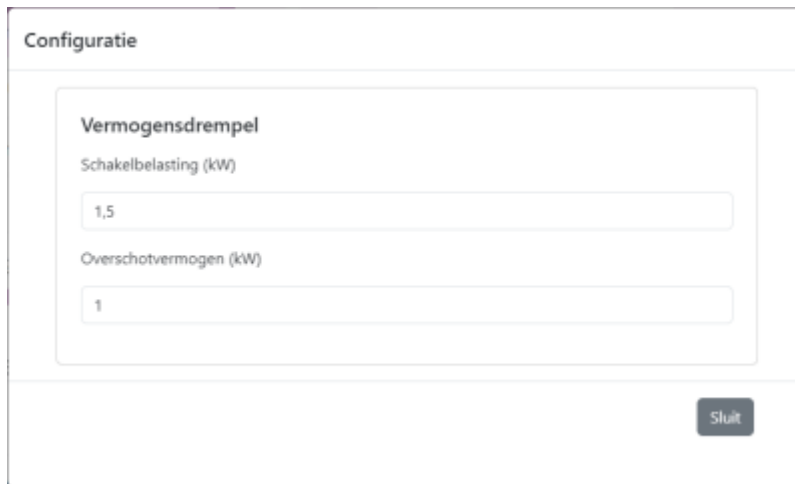 Configuratie
Vermogensdrempel
Schakelbelasting (kW)
1,5
Overschotvermogen (kW)
1
Sluit